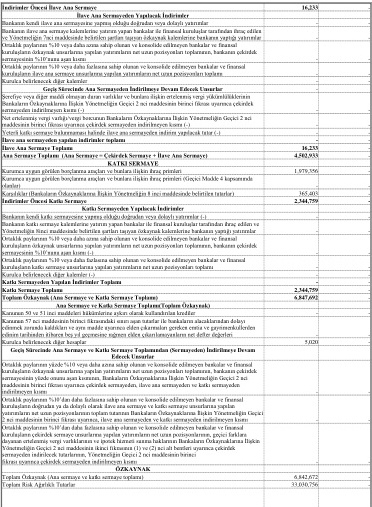 İndirimler Öncesi İlave Ana Sermaye 16,233 -
İlave Ana Sermayeden Yapılacak İndirimler
Bankanın kendi ilave ana sermayesine yapmış olduğu doğrudan veya dolaylı yatırımlar - -
Bankanın ilave ana sermaye kalemlerine yatırım yapan bankalar ile finansal kuruluşlar tarafından ihraç edilen
ve Yönetmeliğin 7nci maddesinde belirtilen şartları taşıyan özkaynak kalemlerine bankanın yaptığı yatırımlar - -
Ortaklık paylarının %10 veya daha azına sahip olunan ve konsolide edilmeyen bankalar ve finansal
kuruluşların özkaynak unsurlarına yapılan yatırımların net uzun pozisyonları toplamının, bankanın çekirdek
sermayesinin %10'nunu aşan kısmı - -
Ortaklık paylarının %10 veya daha fazlasına sahip olunan ve konsolide edilmeyen bankalar ve finansal
kuruluşların ilave ana sermaye unsurlarına yapılan yatırımların net uzun pozisyonları toplamı - -
Kurulca belirlenecek diğer kalemler - -
Geçiş Sürecinde Ana Sermayeden İndirilmeye Devam Edecek Unsurlar
Şerefiye veya diğer maddi olmayan duran varlıklar ve bunlara ilişkin ertelenmiş vergi yükümlülüklerinin
Bankaların Özkaynaklarına İlişkin Yönetmeliğin Geçici 2 nci maddesinin birinci fıkrası uyarınca çekirdek
sermayeden indirilmeyen kısmı (-) - -
Net ertelenmiş vergi varlığı/vergi borcunun Bankaların Özkaynaklarına İlişkin Yönetmeliğin Geçici 2 nci
maddesinin birinci fıkrası uyarınca çekirdek sermayeden indirilmeyen kısmı (-) - -
Yeterli katkı sermaye bulunmaması halinde ilave ana sermayeden indirim yapılacak tutar (-) - -
İlave ana sermayeden yapılan indirimler toplamı - -
İlave Ana Sermaye Toplamı 16,233 -
Ana Sermaye Toplamı (Ana Sermaye = Çekirdek Sermaye + İlave Ana Sermaye) 4,502,933 -
KATKI SERMAYE
Kurumca uygun görülen borçlanma araçları ve bunlara ilişkin ihraç primleri 1,979,356 -
Kurumca uygun görülen borçlanma araçları ve bunlara ilişkin ihraç primleri (Geçici Madde 4 kapsamında
olanlar) - -
Karşılıklar (Bankaların Özkaynaklarına İlişkin Yönetmeliğin 8 inci maddesinde belirtilen tutarlar) 365,403 -
İndirimler Öncesi Katkı Sermaye 2,344,759 -
Katkı Sermayeden Yapılacak İndirimler
Bankanın kendi katkı sermayesine yapmış olduğu doğrudan veya dolaylı yatırımlar (-) - -
Bankanın katkı sermaye kalemlerine yatırım yapan bankalar ile finansal kuruluşlar tarafından ihraç edilen ve
Yönetmeliğin 8inci maddesinde belirtilen şartları taşıyan özkaynak kalemlerine bankanın yaptığı yatırımlar - -
Ortaklık paylarının %10 veya daha azına sahip olunan ve konsolide edilmeyen bankalar ve finansal
kuruluşların özkaynak unsurlarına yapılan yatırımların net uzun pozisyonları toplamının, bankanın çekirdek
sermayesinin %10'nunu aşan kısmı (-) - -
Ortaklık paylarının %10 veya daha fazlasına sahip olunan ve konsolide edilmeyen bankalar ve finansal
kuruluşların katkı sermaye unsurlarına yapılan yatırımların net uzun pozisyonları toplamı - -
Kurulca belirlenecek diğer kalemler (-) - -
Katkı Sermayeden Yapılan İndirimler Toplamı - -
Katkı Sermaye Toplamı 2,344,759 -
Toplam Özkaynak (Ana Sermaye ve Katkı Sermaye Toplamı) 6,847,692 -
Ana Sermaye ve Katkı Sermaye Toplamı(Toplam Özkaynak)
Kanunun 50 ve 51 inci maddeleri hükümlerine aykırı olarak kullandırılan krediler - -
Kanunun 57 nci maddesinin birinci fıkrasındaki sınırı aşan tutarlar ile bankaların alacaklarından dolayı
edinmek zorunda kaldıkları ve aynı madde uyarınca elden çıkarmaları gereken emtia ve gayrimenkullerden
edinim tarihinden itibaren beş yıl geçmesine rağmen elden çıkarılamayanların net defter değerleri - -
Kurulca belirlenecek diğer hesaplar 5,020 -
Geçiş Sürecinde Ana Sermaye ve Katkı Sermaye Toplamından (Sermayeden) İndirilmeye Devam
Edecek Unsurlar
Ortaklık paylarının yüzde %10 veya daha azına sahip olunan ve konsolide edilmeyen bankalar ve finansal
kuruluşların özkaynak unsurlarına yapılan yatırımların net uzun pozisyonları toplamının, bankanın çekirdek
sermayesinin yüzde onunu aşan kısmının, Bankaların Özkaynaklarına İlişkin Yönetmeliğin Geçici 2 nci
maddesinin birinci fıkrası uyarınca çekirdek sermayeden, ilave ana sermayeden ve katkı sermayeden
indirilmeyen kısmı - -
Ortaklık paylarının %10'dan daha fazlasına sahip olunan ve konsolide edilmeyen bankalar ve finansal
kuruluşların doğrudan ya da dolaylı olarak ilave ana sermaye ve katkı sermaye unsurlarına yapılan
yatırımların net uzun pozisyonlarının toplam tutarının Bankaların Özkaynaklarına İlişkin Yönetmeliğin Geçici
2 nci maddesinin birinci fıkrası uyarınca, ilave ana sermayeden ve katkı sermayeden indirilmeyen kısmı - -
Ortaklık paylarının %10'dan daha fazlasına sahip olunan ve konsolide edilmeyen bankalar ve finansal
kuruluşların çekirdek sermaye unsurlarına yapılan yatırımların net uzun pozisyonlarının, geçici farklara
dayanan ertelenmiş vergi varlıklarının ve ipotek hizmeti sunma haklarının Bankaların Özkaynaklarına İlişkin
Yönetmeliğin Geçici 2 nci maddesinin ikinci fıkrasının (1) ve (2) nci alt bentleri uyarınca çekirdek
sermayeden indirilecek tutarlarının, Yönetmeliğin Geçici 2 nci maddesinin birinci
fıkrası uyarınca çekirdek sermayeden indirilmeyen kısmı - -
ÖZKAYNAK
Toplam Özkaynak (Ana sermaye ve katkı sermaye toplamı) 6,842,672 -
Toplam Risk Ağırlıklı Tutarlar 33,030,756 -